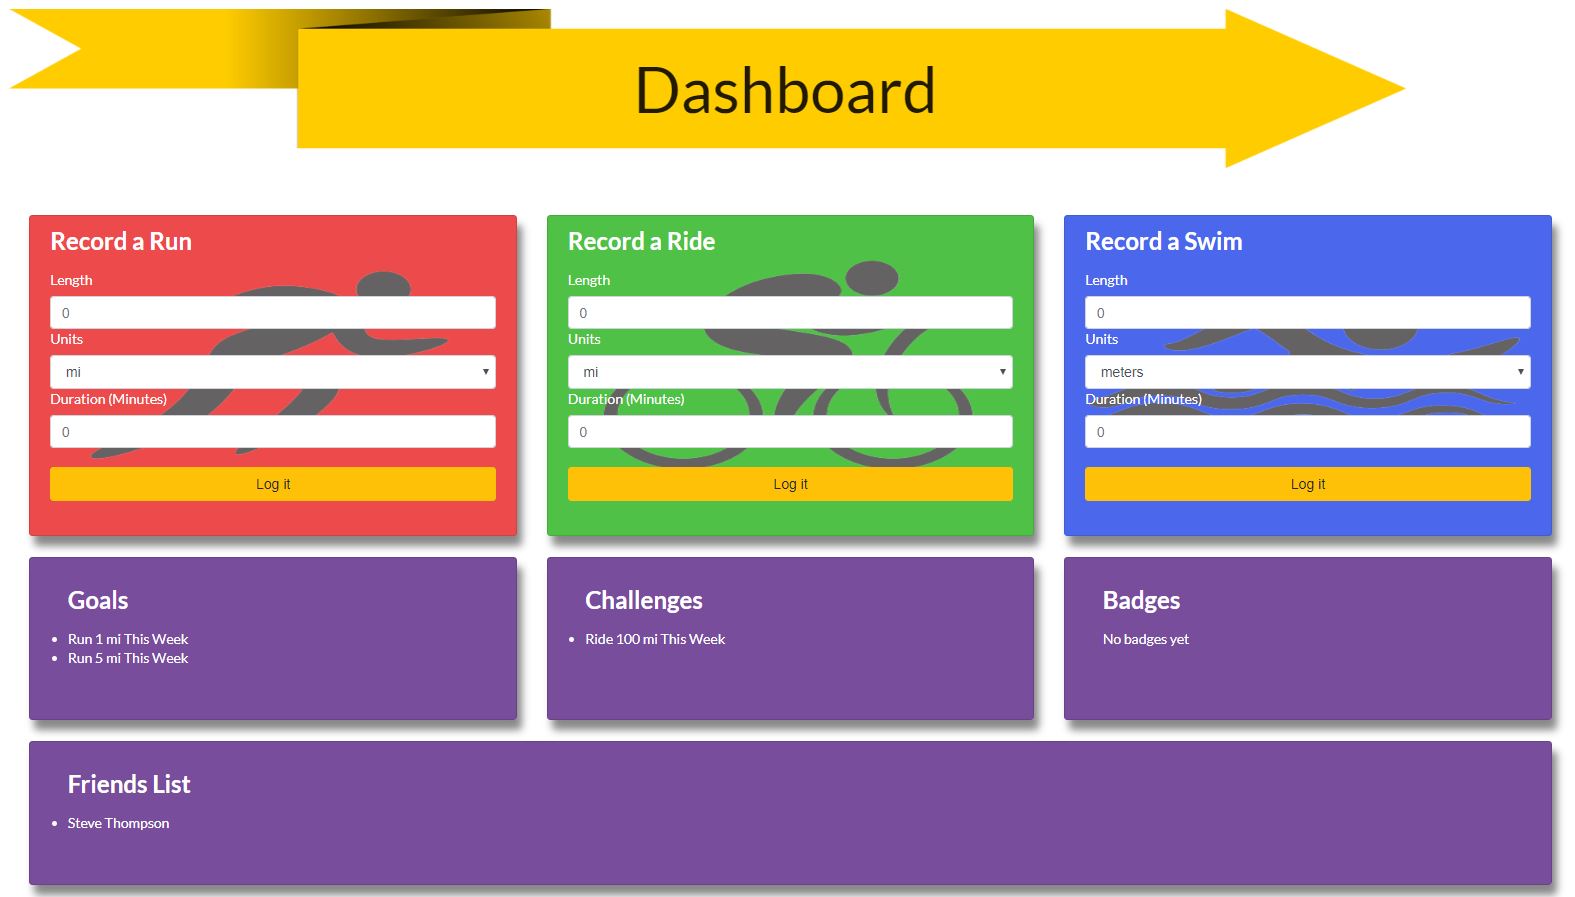 Dashboard
Record a Run
Length
0
Units
mi
Duration (Minutes)
0
Log it
Record a Ride
Length
0
Units
mi
Duration (Minutes)
0
Log it
Record a Swim
Length
0
Units
meters
Duration (Minutes)
0
Log it
Goals
Run 1 mi This Week
Run 5 mi This Week
Challenges
Ride 100 mi This Week
Badges
No badges yet
Friends List
Steve Thompson